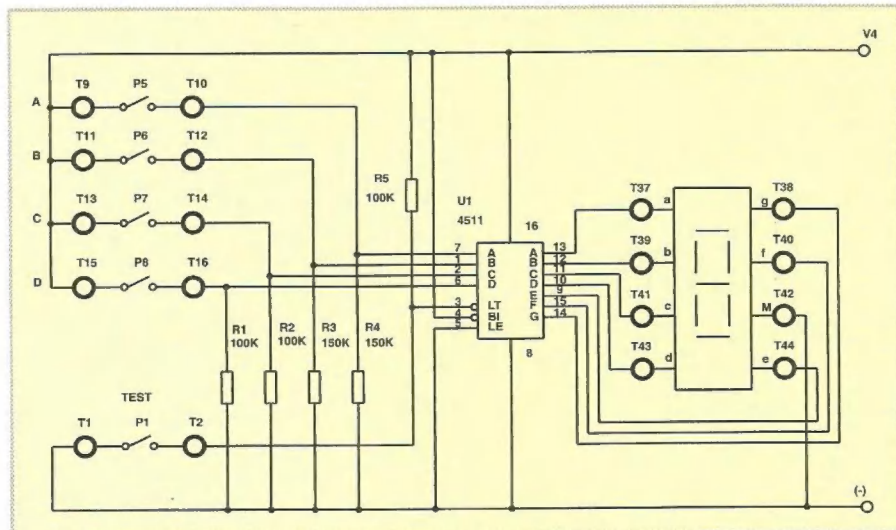 V4
T9 P5 T10
A
T11 P6 T12
B
R5
100K
T13 P7 T14
C
T15 P8 T16
D
U1
4511
16
7 A
1 B
2 C
6 D
3 LT
4 BI
5 LE
A 13
B 12
C 11
D 10
E 9
F 15
G 14
8
T37 a
T39 b
T41 c
T43 d
g T38
f T40
M T42
e T44
R1
100K
R2
100K
R3
150K
R4
150K
TEST
T1 P1 T2
(-)